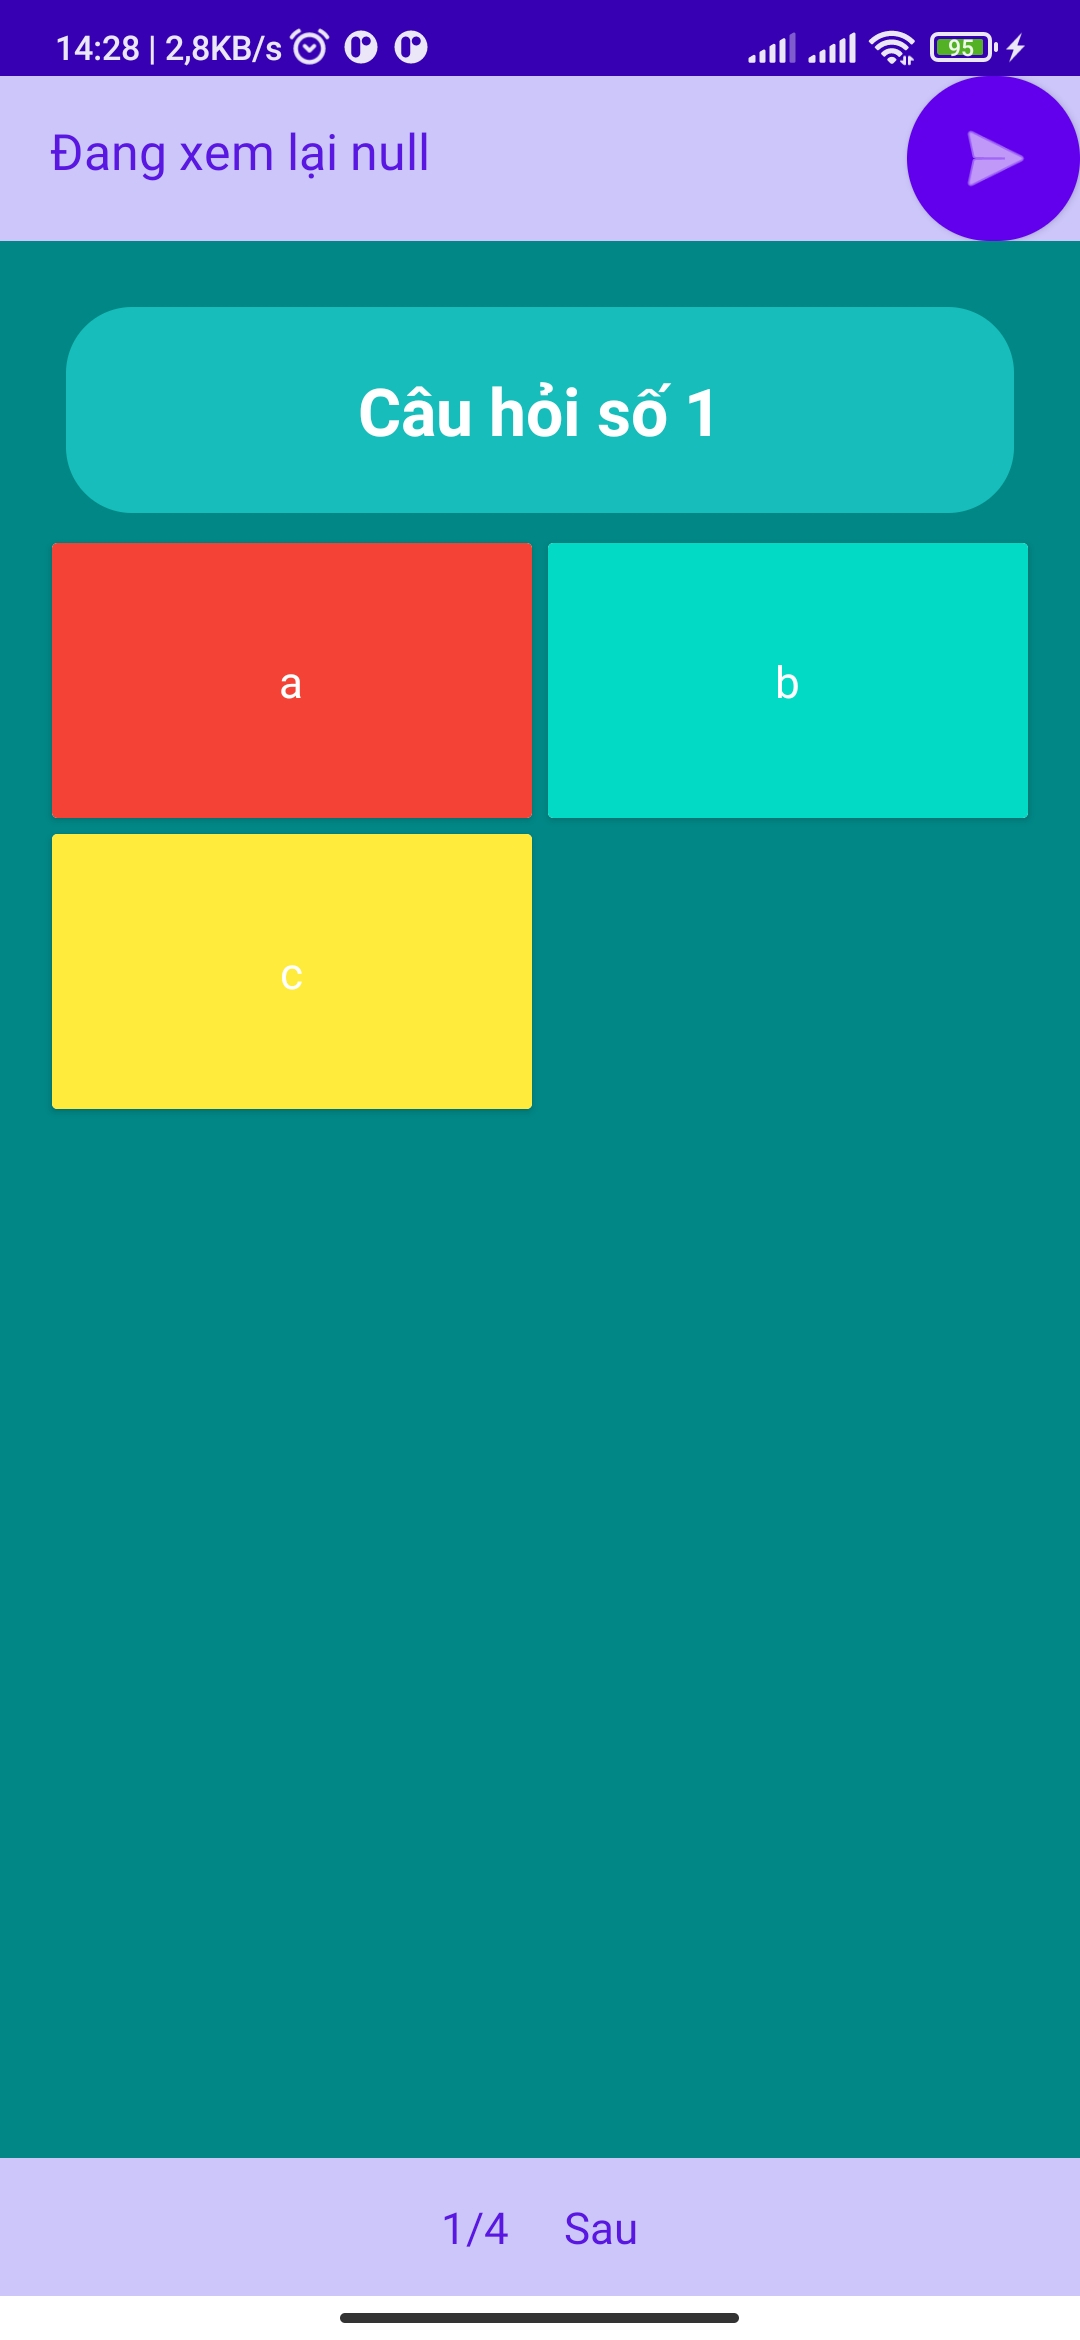 14:28 | 2,8KB/s
95
Đang xem lại null
Câu hỏi số 1
a
b
c
1/4 Sau